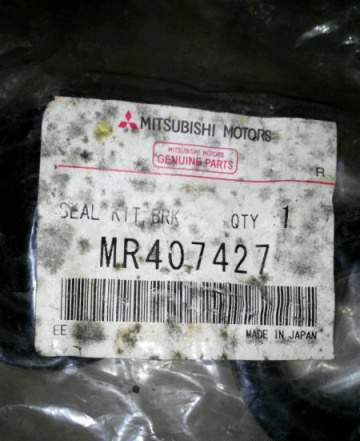 MITSUBISHI MOTORS
MITSUBISHI MOTORS
GENUINE PARTS
R
SEAL KIT,BRK QTY 1
MR407427
EE MADE IN JAPAN